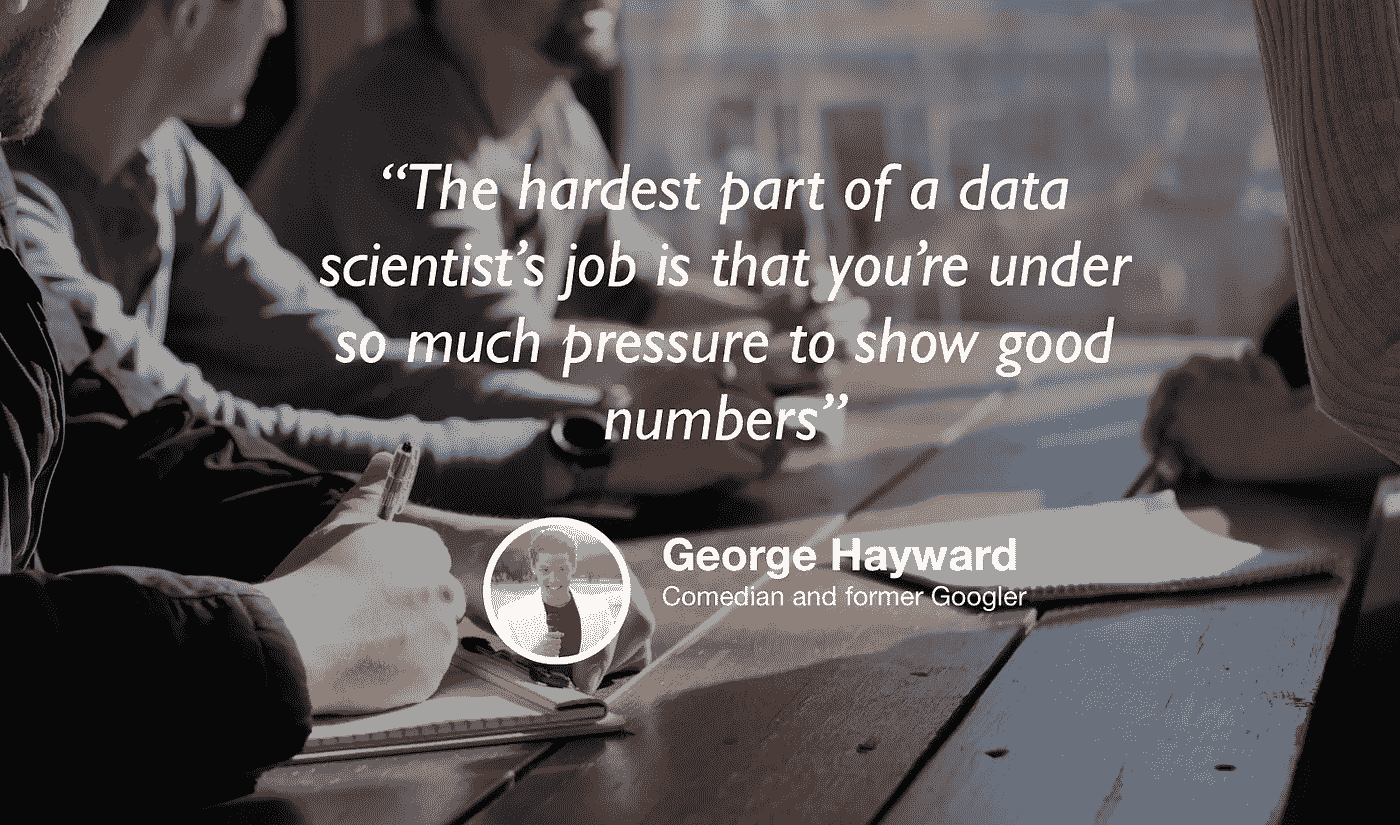 “The hardest part of a data
scientist’s job is that you’re under
so much pressure to show good
numbers”
George Hayward
Comedian and former Googler